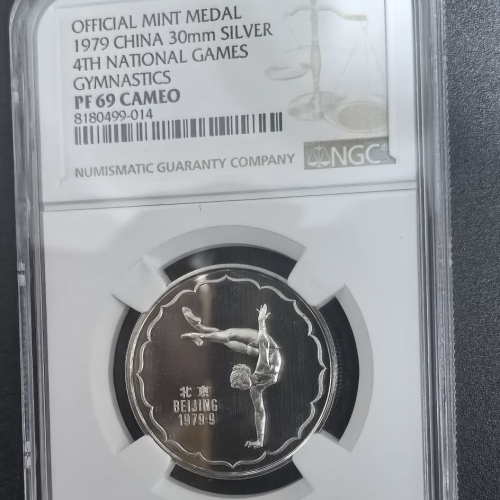 OFFICIAL MINT MEDAL
1979 CHINA 30mm SILVER
4TH NATIONAL GAMES
GYMNASTICS
PF 69 CAMEO
8180499-014
NUMISMATIC GUARANTY COMPANY
NGC
北京
BEIJING
1979·9